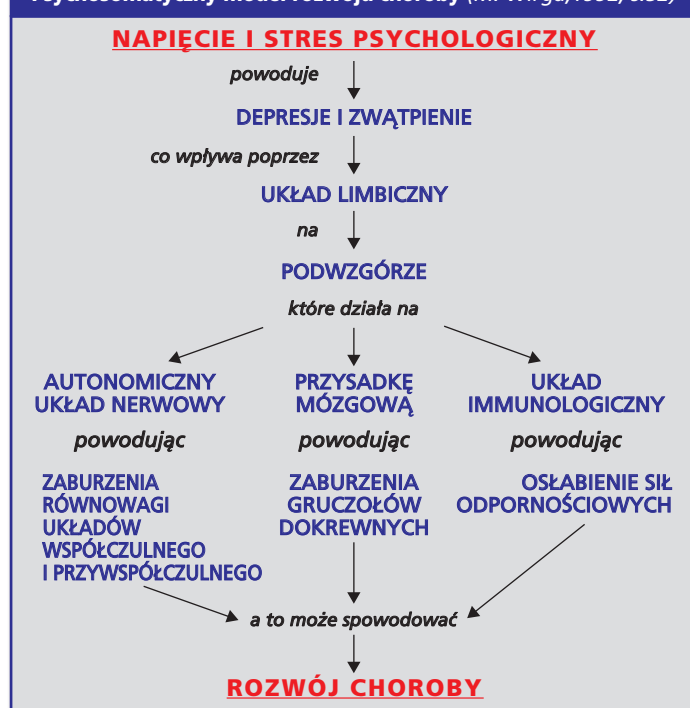 NAPIĘCIE I STRES PSYCHOLOGICZNY
powoduje
DEPRESJE I ZWĄTPIENIE
co wpływa poprzez
UKŁAD LIMBICZNY
na
PODWZGÓRZE
które działa na
AUTONOMICZNY
UKŁAD NERWOWY
powodując
ZABURZENIA
RÓWNOWAGI
UKŁADÓW
WSPÓŁCZULNEGO
I PRZYWSPÓŁCZULNEGO
PRZYSADKĘ
MÓZGOWĄ
powodując
ZABURZENIA
GRUCZOŁÓW
DOKREWNYCH
UKŁAD
IMMUNOLOGICZNY
powodując
OSŁABIENIE SIŁ
ODPORNOŚCIOWYCH
a to może spowodować
ROZWÓJ CHOROBY